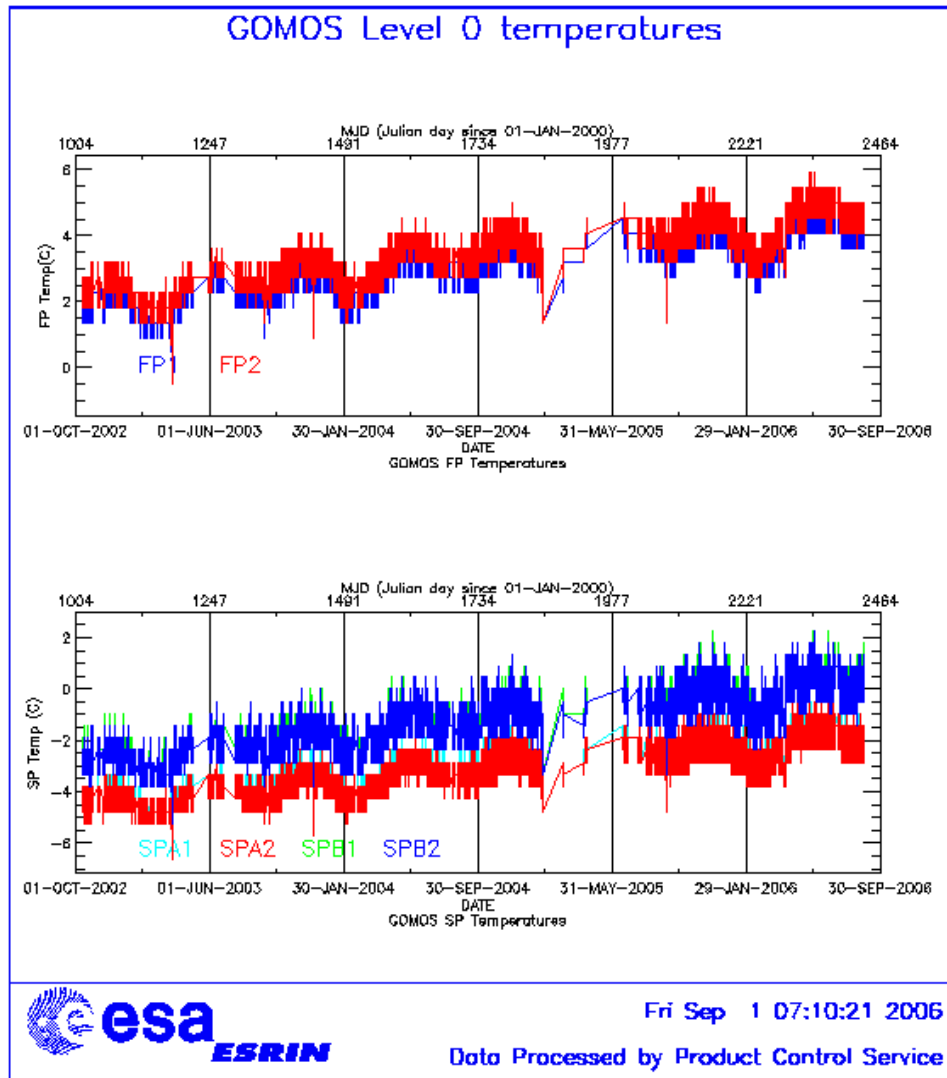 GOMOS Level 0 temperatures
MJD (Julian day since 01-JAN-2000)
1004 1247 1491 1734 1977 2221 2464
6
4
2
0
FP Temp(C)
FP1 FP2
01-OCT-2002 01-JUN-2003 30-JAN-2004 30-SEP-2004 31-MAY-2005 29-JAN-2006 30-SEP-2006
DATE
GOMOS FP Temperatures
MJD (Julian day since 01-JAN-2000)
1004 1247 1491 1734 1977 2221 2464
2
0
-2
-4
-6
SP Temp (C)
SPA1 SPA2 SPB1 SPB2
01-OCT-2002 01-JUN-2003 30-JAN-2004 30-SEP-2004 31-MAY-2005 29-JAN-2006 30-SEP-2006
DATE
GOMOS SP Temperatures
esa
ESRIN
Fri Sep 1 07:10:21 2006
Data Processed by Product Control Service